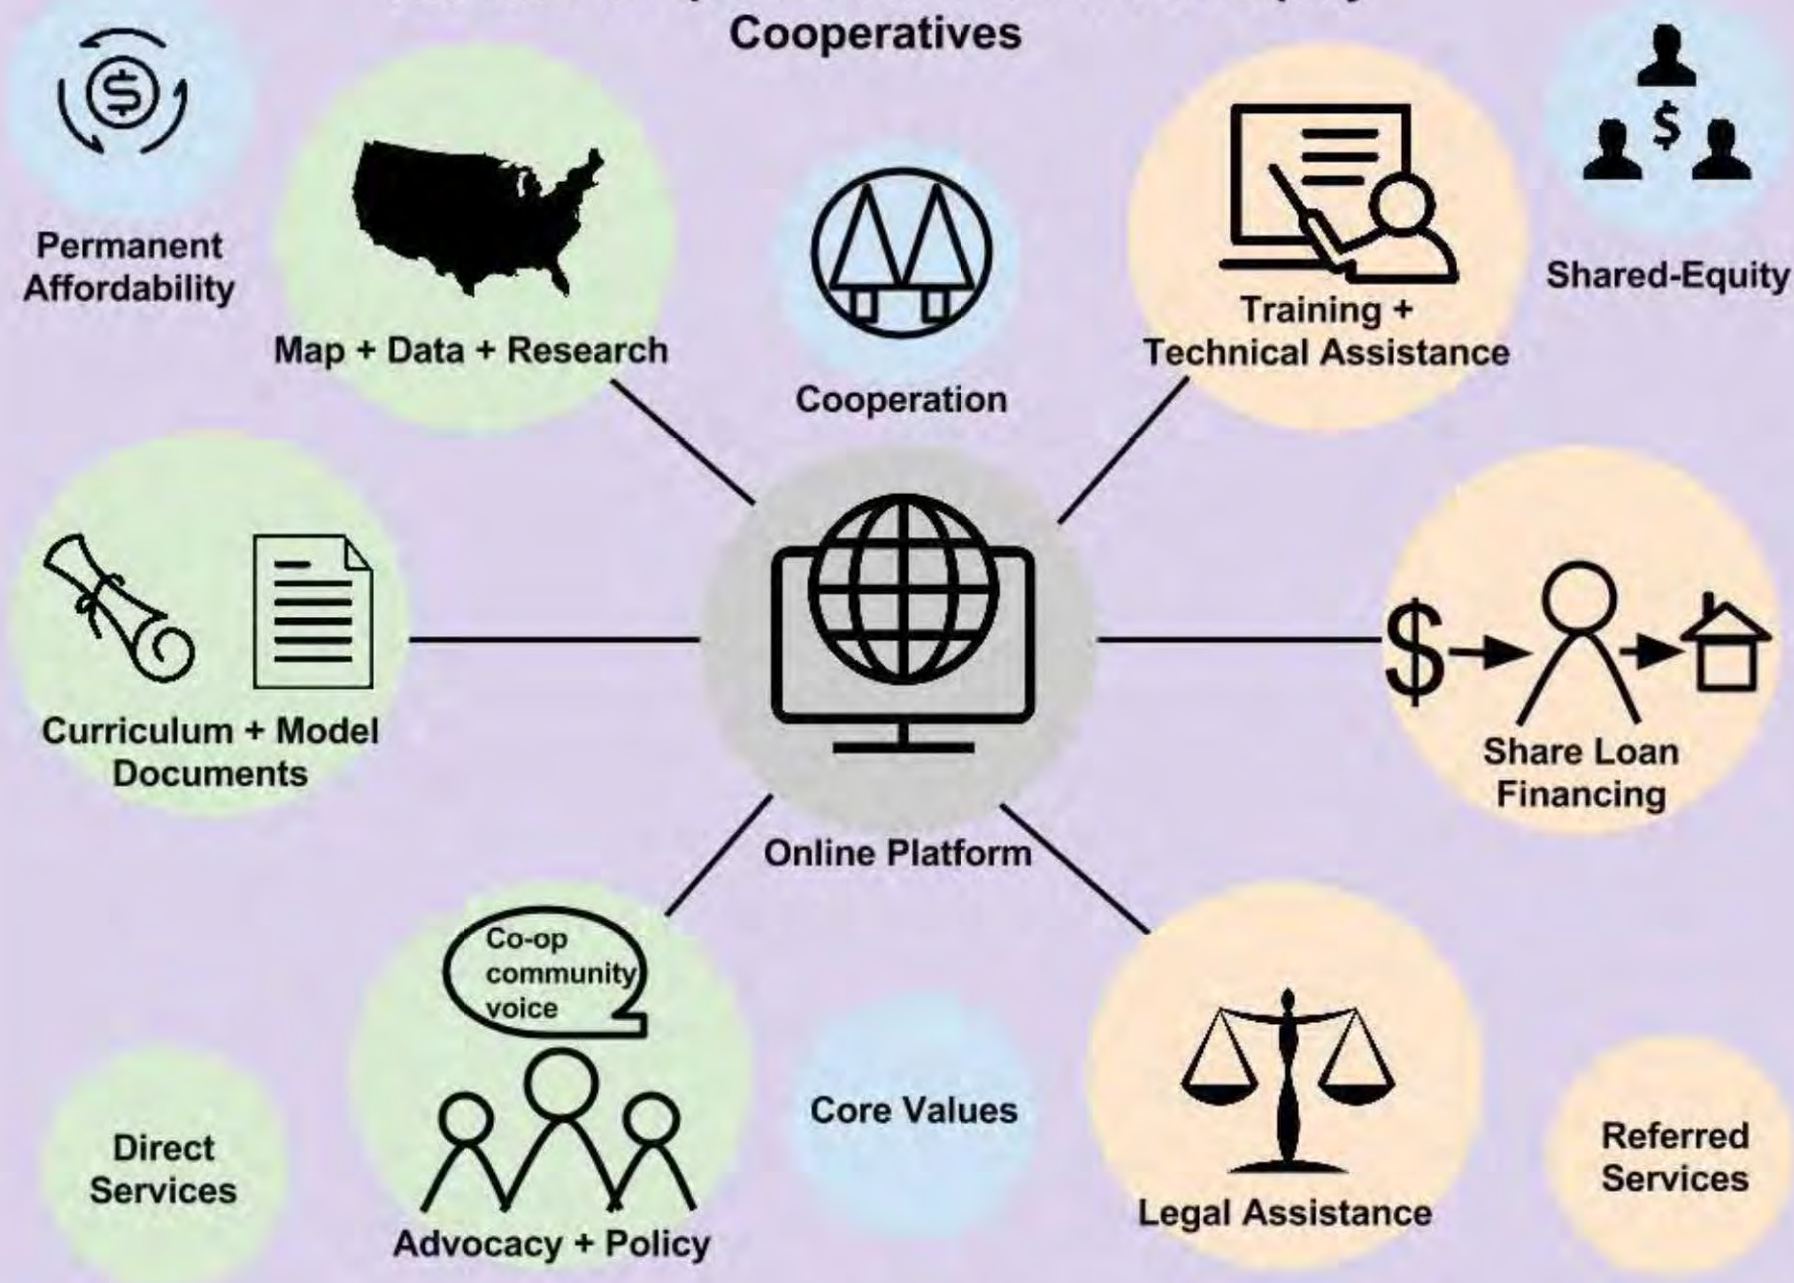 Cooperatives
Permanent
Affordability
Map + Data + Research
Cooperation
Training +
Technical Assistance
Shared-Equity
Curriculum + Model
Documents
Online Platform
Share Loan
Financing
Co-op
community
voice
Advocacy + Policy
Direct
Services
Core Values
Legal Assistance
Referred
Services